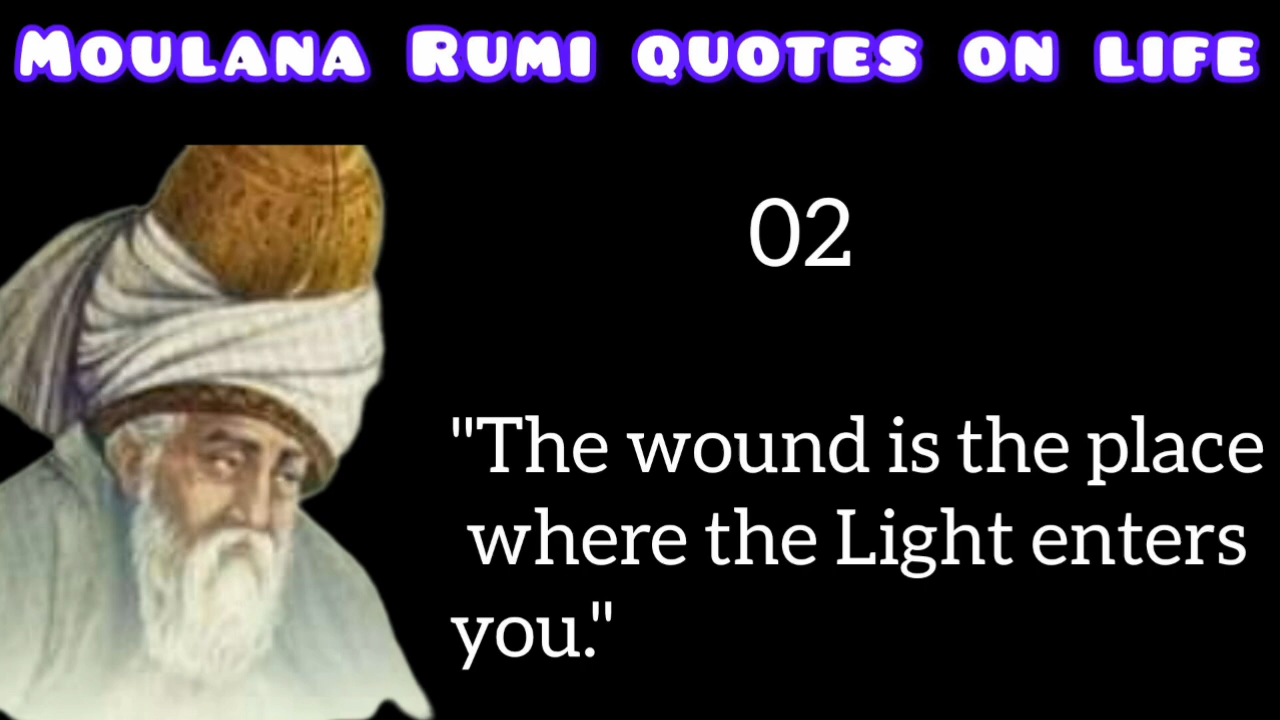 Moulana Rumi quotes on life
02
"The wound is the place
where the Light enters
you."